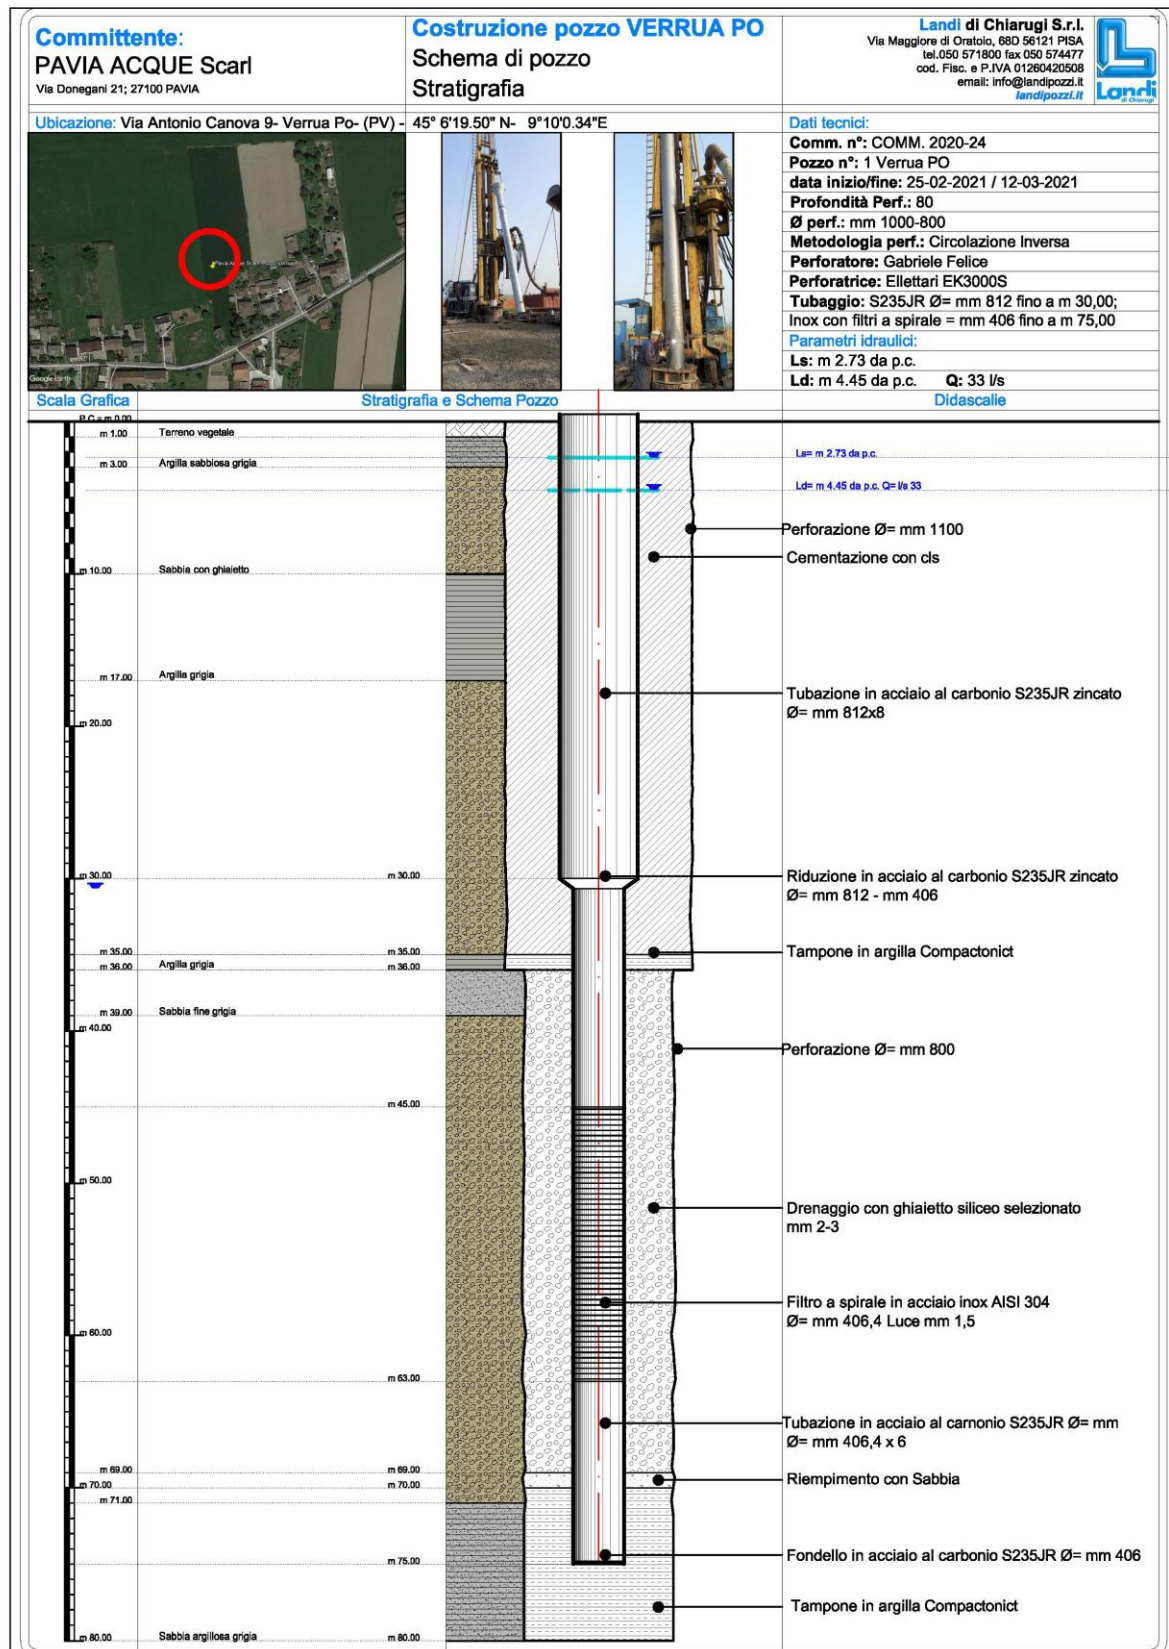 Committente:
PAVIA ACQUE Scarl
Via Donegani 21; 27100 PAVIA
Costruzione pozzo VERRUA PO
Schema di pozzo
Stratigrafia
Landi di Chiarugi S.r.l.
Via Maggiore di Oratoio, 68D 56121 PISA
tel.050 571800 fax 050 574477
cod. Fisc. e P.IVA 01260420508
email: info@landipozzi.it
landipozzi.it
Landi
di Chiarugi
Ubicazione: Via Antonio Canova 9- Verrua Po- (PV) - 45° 6'19.50" N- 9°10'0.34"E
Google Earth
Dati tecnici:
Comm. n°: COMM. 2020-24
Pozzo n°: 1 Verrua PO
data inizio/fine: 25-02-2021 / 12-03-2021
Profondità Perf.: 80
Ø perf.: mm 1000-800
Metodologia perf.: Circolazione Inversa
Perforatore: Gabriele Felice
Perforatrice: Ellettari EK3000S
Tubaggio: S235JR Ø= mm 812 fino a m 30,00;
Inox con filtri a spirale = mm 406 fino a m 75,00
Parametri idraulici:
Ls: m 2.73 da p.c.
Ld: m 4.45 da p.c. Q: 33 l/s
Scala Grafica
Stratigrafia e Schema Pozzo
Didascalie
P.C.= m 0.00
m 1.00 Terreno vegetale
Ls= m 2.73 da p.c.
m 3.00 Argilla sabbiosa grigia
Ld= m 4.45 da p.c. Q= l/s 33
Perforazione Ø= mm 1100
Cementazione con cls
m 10.00 Sabbia con ghiaietto
m 17.00 Argilla grigia
Tubazione in acciaio al carbonio S235JR zincato
Ø= mm 812x8
m 20.00
m 30.00 m 30.00
Riduzione in acciaio al carbonio S235JR zincato
Ø= mm 812 - mm 406
m 35.00 m 35.00
Tampone in argilla Compactonict
m 36.00 Argilla grigia m 36.00
m 39.00 Sabbia fine grigia
m 40.00
Perforazione Ø= mm 800
m 45.00
m 50.00
Drenaggio con ghiaietto siliceo selezionato
mm 2-3
Filtro a spirale in acciaio inox AISI 304
Ø= mm 406,4 Luce mm 1,5
m 60.00
m 63.00
Tubazione in acciaio al carnonio S235JR Ø= mm
Ø= mm 406,4 x 6
m 69.00 m 69.00
Riempimento con Sabbia
m 70.00 m 70.00
m 71.00
Fondello in acciaio al carbonio S235JR Ø= mm 406
m 75.00
Tampone in argilla Compactonict
m 80.00 Sabbia argillosa grigia m 80.00